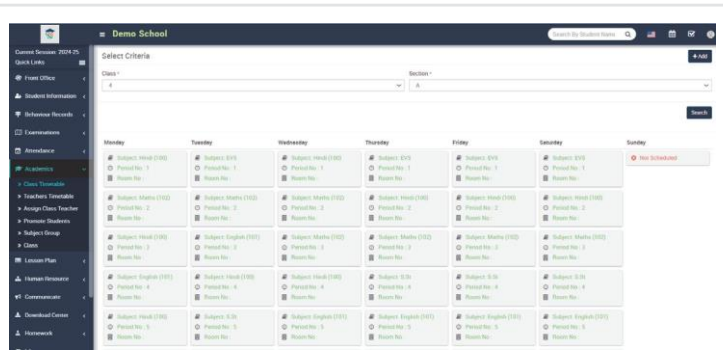 Demo School
Search By Student Name
Current Session: 2024-25
Quick Links
Front Office
Student Information
Behaviour Records
Examinations
Attendance
Academics
Class Timetable
Teachers Timetable
Assign Class Teacher
Promote Students
Subject Group
Class
Lesson Plan
Human Resource
Communicate
Download Center
Homework
Select Criteria
+ Add
Class *
Section *
4
A
Search
Monday Tuesday Wednesday Thursday Friday Saturday Sunday
Subject: Hindi (100) Subject: EVS Subject: Hindi (100) Subject: EVS Subject: EVS Subject: EVS Not Scheduled
Period No : 1 Period No : 1 Period No : 1 Period No : 1 Period No : 1 Period No : 1
Room No : Room No : Room No : Room No : Room No : Room No :
Subject: Maths (102) Subject: Maths (102) Subject: Maths (102) Subject: Hindi (100) Subject: Hindi (100) Subject: Hindi (100)
Period No : 2 Period No : 2 Period No : 2 Period No : 2 Period No : 2 Period No : 2
Room No : Room No : Room No : Room No : Room No : Room No :
Subject: Hindi (100) Subject: English (101) Subject: Maths (102) Subject: Maths (102) Subject: Maths (102) Subject: Maths (102)
Period No : 3 Period No : 3 Period No : 3 Period No : 3 Period No : 3 Period No : 3
Room No : Room No : Room No : Room No : Room No : Room No :
Subject: English (101) Subject: Hindi (100) Subject: Hindi (100) Subject: S.St Subject: S.St Subject: S.St
Period No : 4 Period No : 4 Period No : 4 Period No : 4 Period No : 4 Period No : 4
Room No : Room No : Room No : Room No : Room No : Room No :
Subject: Hindi (100) Subject: S.St Subject: English (101) Subject: English (101) Subject: English (101) Subject: English (101)
Period No : 5 Period No : 5 Period No : 5 Period No : 5 Period No : 5 Period No : 5
Room No : Room No : Room No : Room No : Room No : Room No :